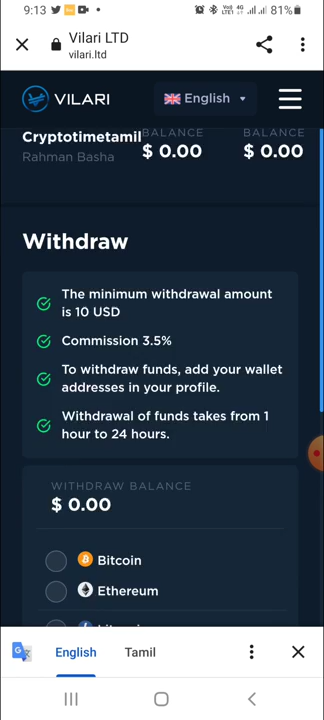 9:13 81%
Vilari LTD
vilari.ltd
VILARI English
BALANCE BALANCE
Cryptotimetamil $ 0.00 $ 0.00
Rahman Basha
Withdraw
The minimum withdrawal amount
is 10 USD
Commission 3.5%
To withdraw funds, add your wallet
addresses in your profile.
Withdrawal of funds takes from 1
hour to 24 hours.
WITHDRAW BALANCE
$ 0.00
Bitcoin
Ethereum
English Tamil